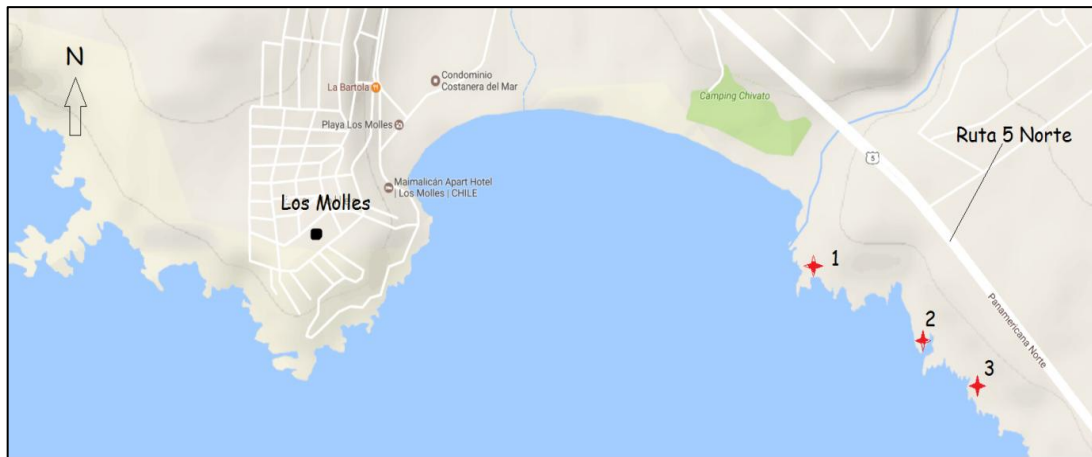 N
Condominio
Costanera del Mar
La Bartola
Camping Chivato
Playa Los Molles
Ruta 5 Norte
5
Maimalicán Apart Hotel
| Los Molles | CHILE
Los Molles
1
Panamericana Norte
2
3